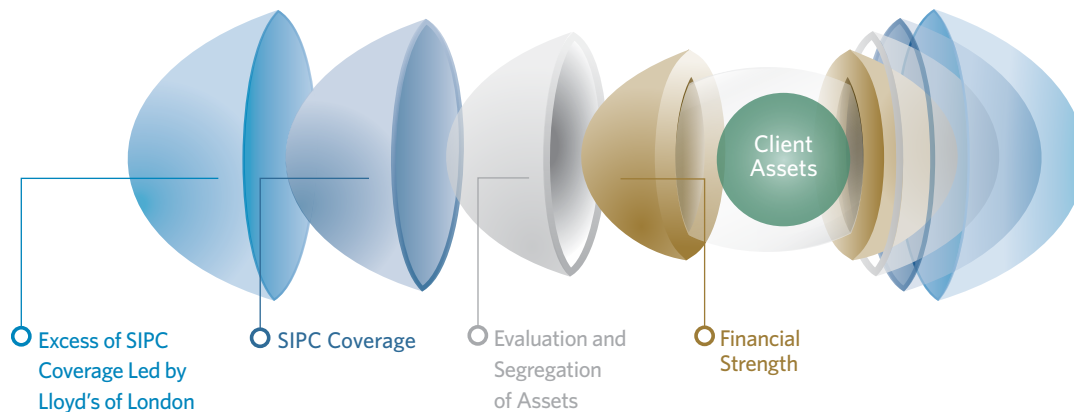 Client
Assets
Excess of SIPC
Coverage Led by
Lloyd’s of London
SIPC Coverage
Evaluation and
Segregation
of Assets
Financial
Strength